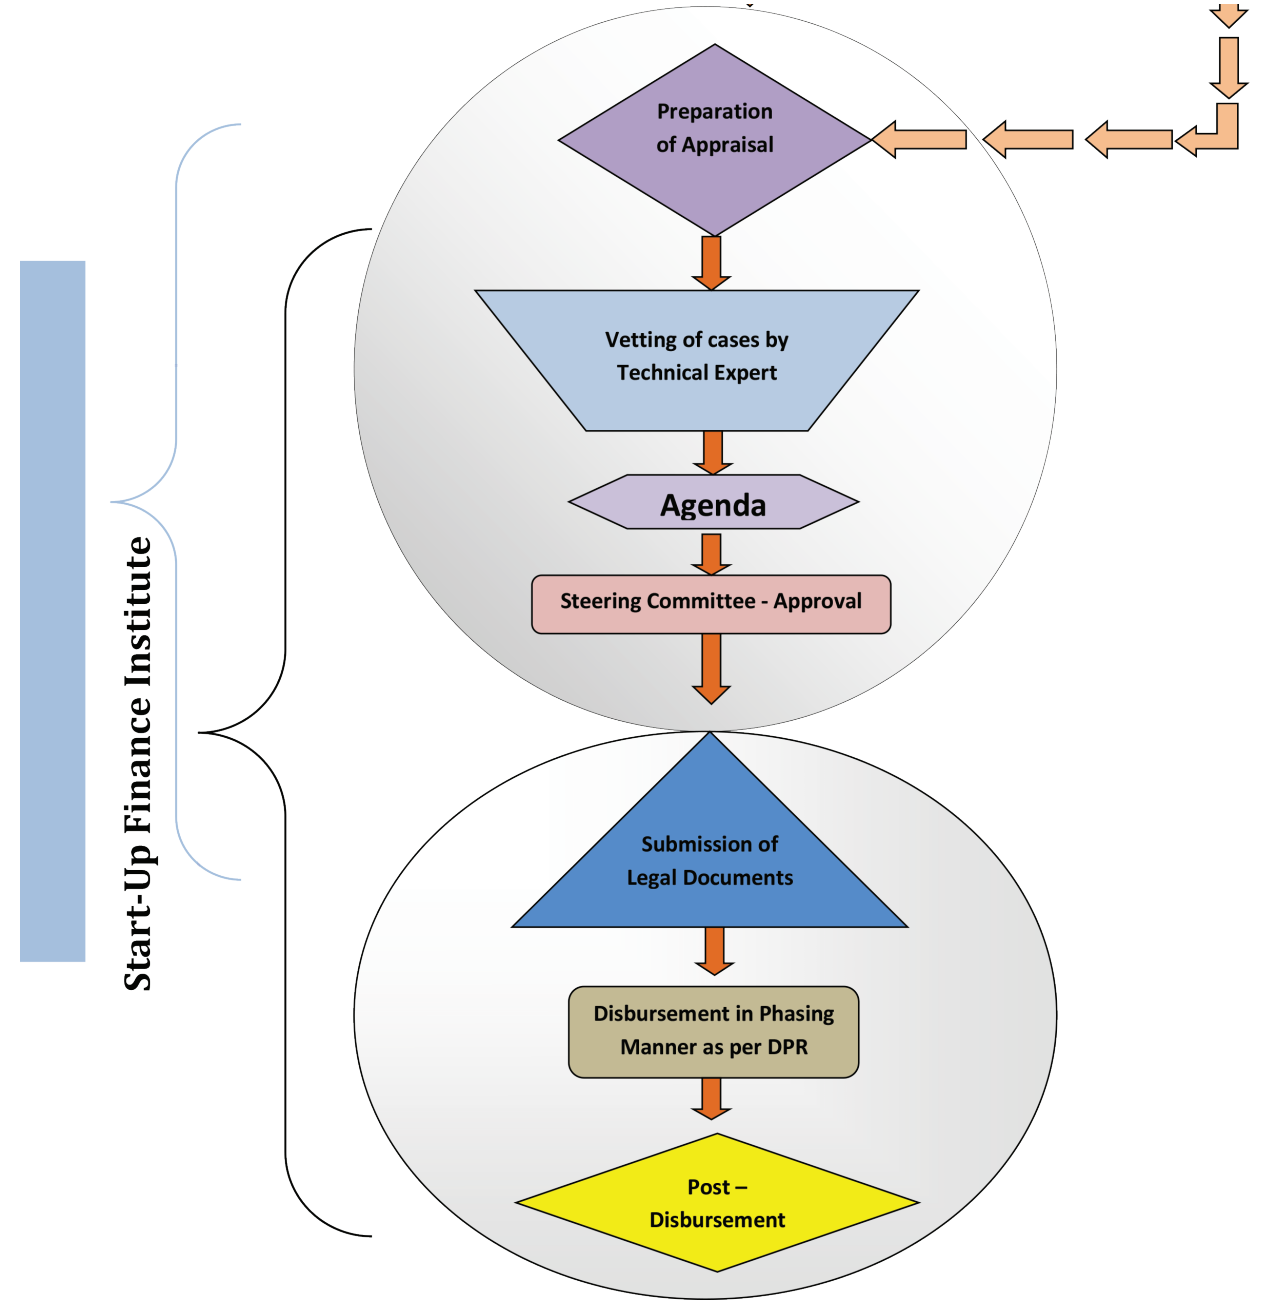 Preparation
of Appraisal
Vetting of cases by
Technical Expert
Agenda
Steering Committee - Approval
Start-Up Finance Institute
Submission of
Legal Documents
Disbursement in Phasing
Manner as per DPR
Post –
Disbursement